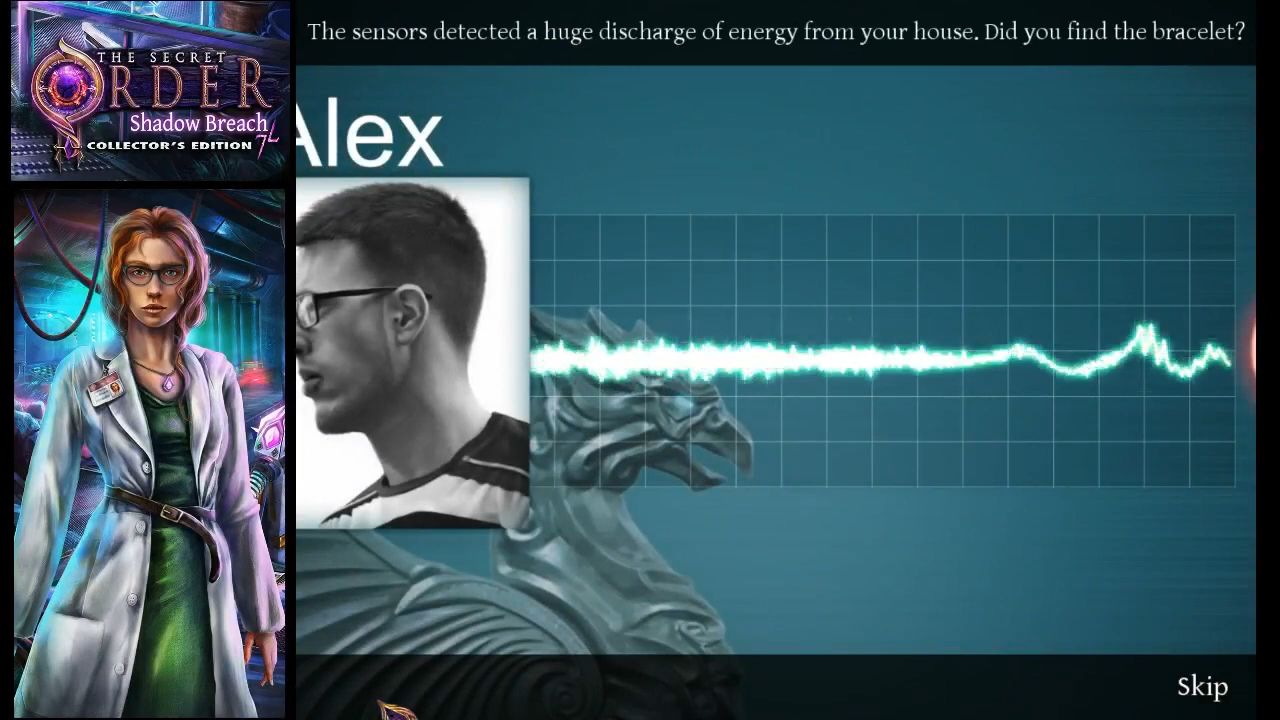 The sensors detected a huge discharge of energy from your house. Did you find the bracelet?
THE SECRET
ORDER
Shadow Breach
COLLECTOR'S EDITION
Alex
Skip